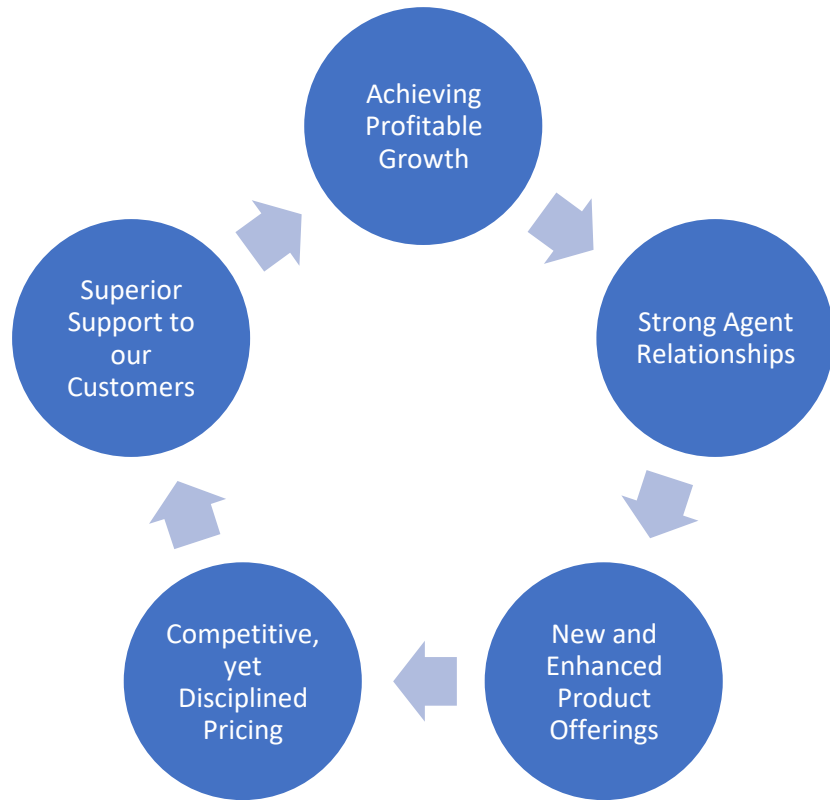 Achieving
Profitable
Growth
Strong Agent
Relationships
New and
Enhanced
Product
Offerings
Competitive,
yet
Disciplined
Pricing
Superior
Support to
our
Customers